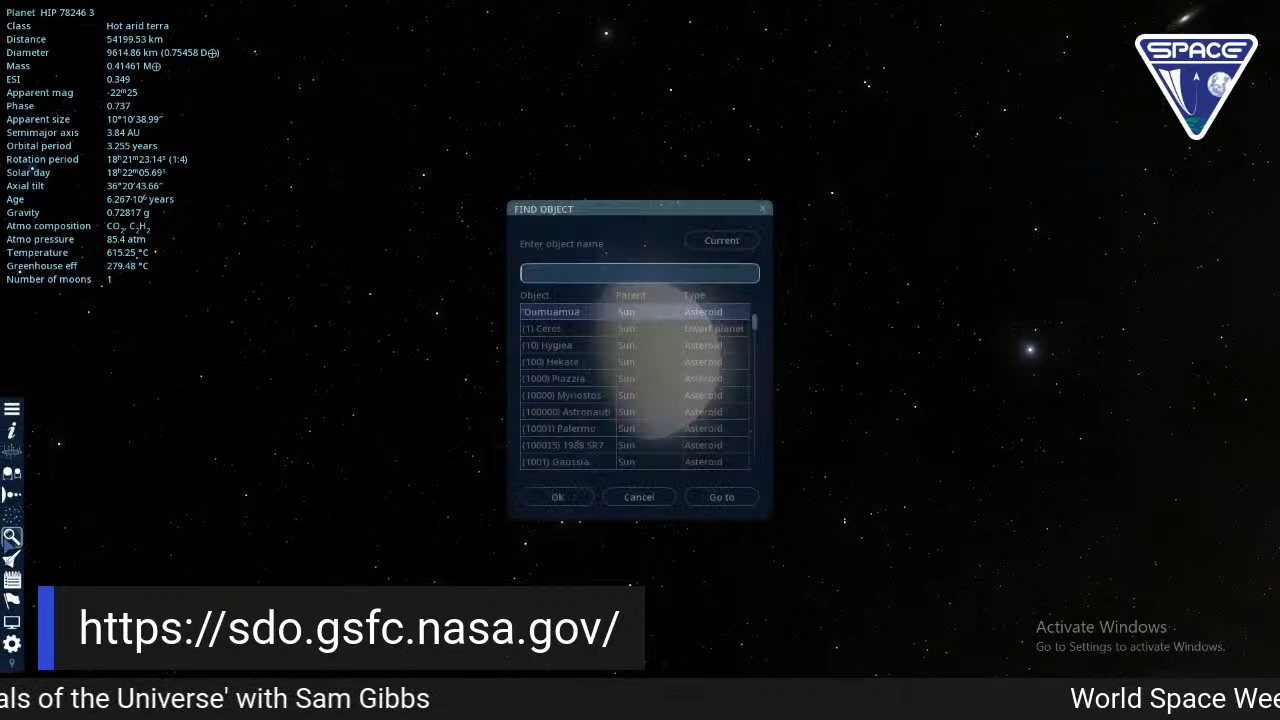 Planet HIP 78246 3
Class Hot arid terra
Distance 54199.53 km
Diameter 9614.86 km (0.75458 D⊕)
Mass 0.41461 M⊕
ESI 0.349
Apparent mag -22ᵐ25
Phase 0.737
Apparent size 10°10′38.99″
Semimajor axis 3.84 AU
Orbital period 3.255 years
Rotation period 18ʰ21ᵐ23.14ˢ (1:4)
Solar day 18ʰ22ᵐ05.69ˢ
Axial tilt 36°20′43.66″
Age 6.267·10⁶ years
Gravity 0.72817 g
Atmo composition CO₂, C₂H₂
Atmo pressure 85.4 atm
Temperature 615.25 °C
Greenhouse eff 279.48 °C
Number of moons 1
SPACE
FIND OBJECT
Enter object name Current
Object Parent Type
'Oumuamua Sun Asteroid
(1) Ceres Sun Dwarf planet
(10) Hygiea Sun Asteroid
(100) Hekate Sun Asteroid
(1000) Piazzia Sun Asteroid
(10000) Myriostos Sun Asteroid
(100000) Astronauti Sun Asteroid
(10001) Palermo Sun Asteroid
(100015) 1989 SR7 Sun Asteroid
(1001) Gaussia Sun Asteroid
Ok Cancel Go to
https://sdo.gsfc.nasa.gov/
Activate Windows
Go to Settings to activate Windows.
als of the Universe' with Sam Gibbs World Space Wee